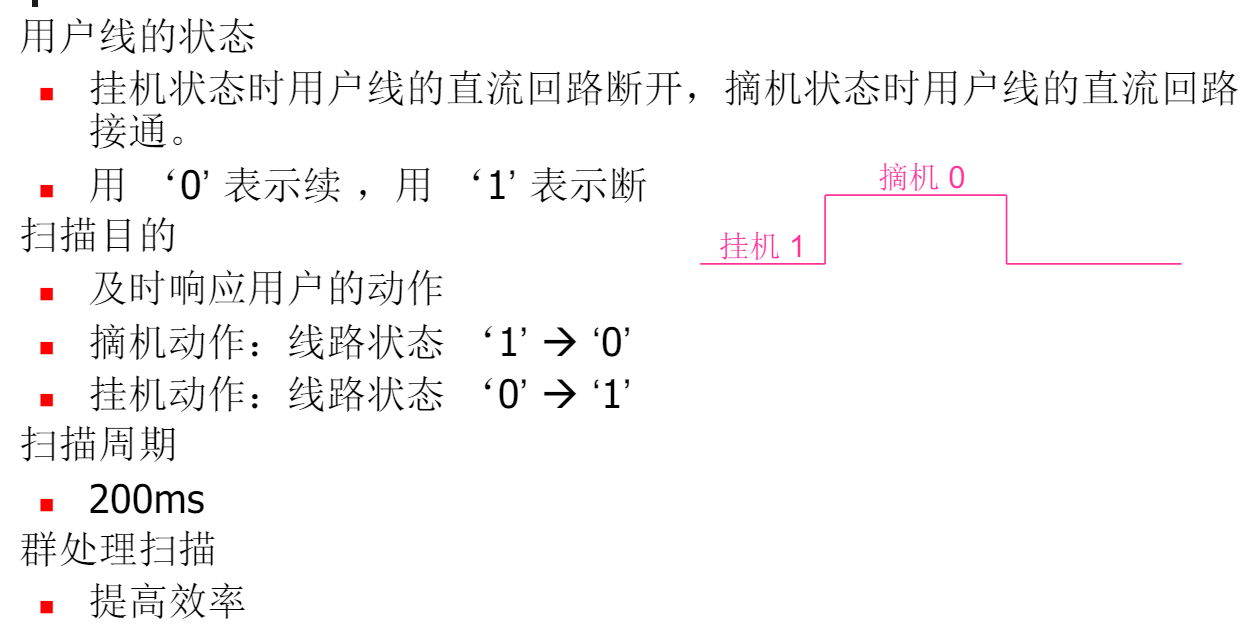 用户线的状态
▪ 挂机状态时用户线的直流回路断开，摘机状态时用户线的直流回路
接通。
▪ 用 ‘0’ 表示续 ，用 ‘1’ 表示断
摘机 0
挂机 1
扫描目的
▪ 及时响应用户的动作
▪ 摘机动作：线路状态 ‘1’ → ‘0’
▪ 挂机动作：线路状态 ‘0’ → ‘1’
扫描周期
▪ 200ms
群处理扫描
▪ 提高效率